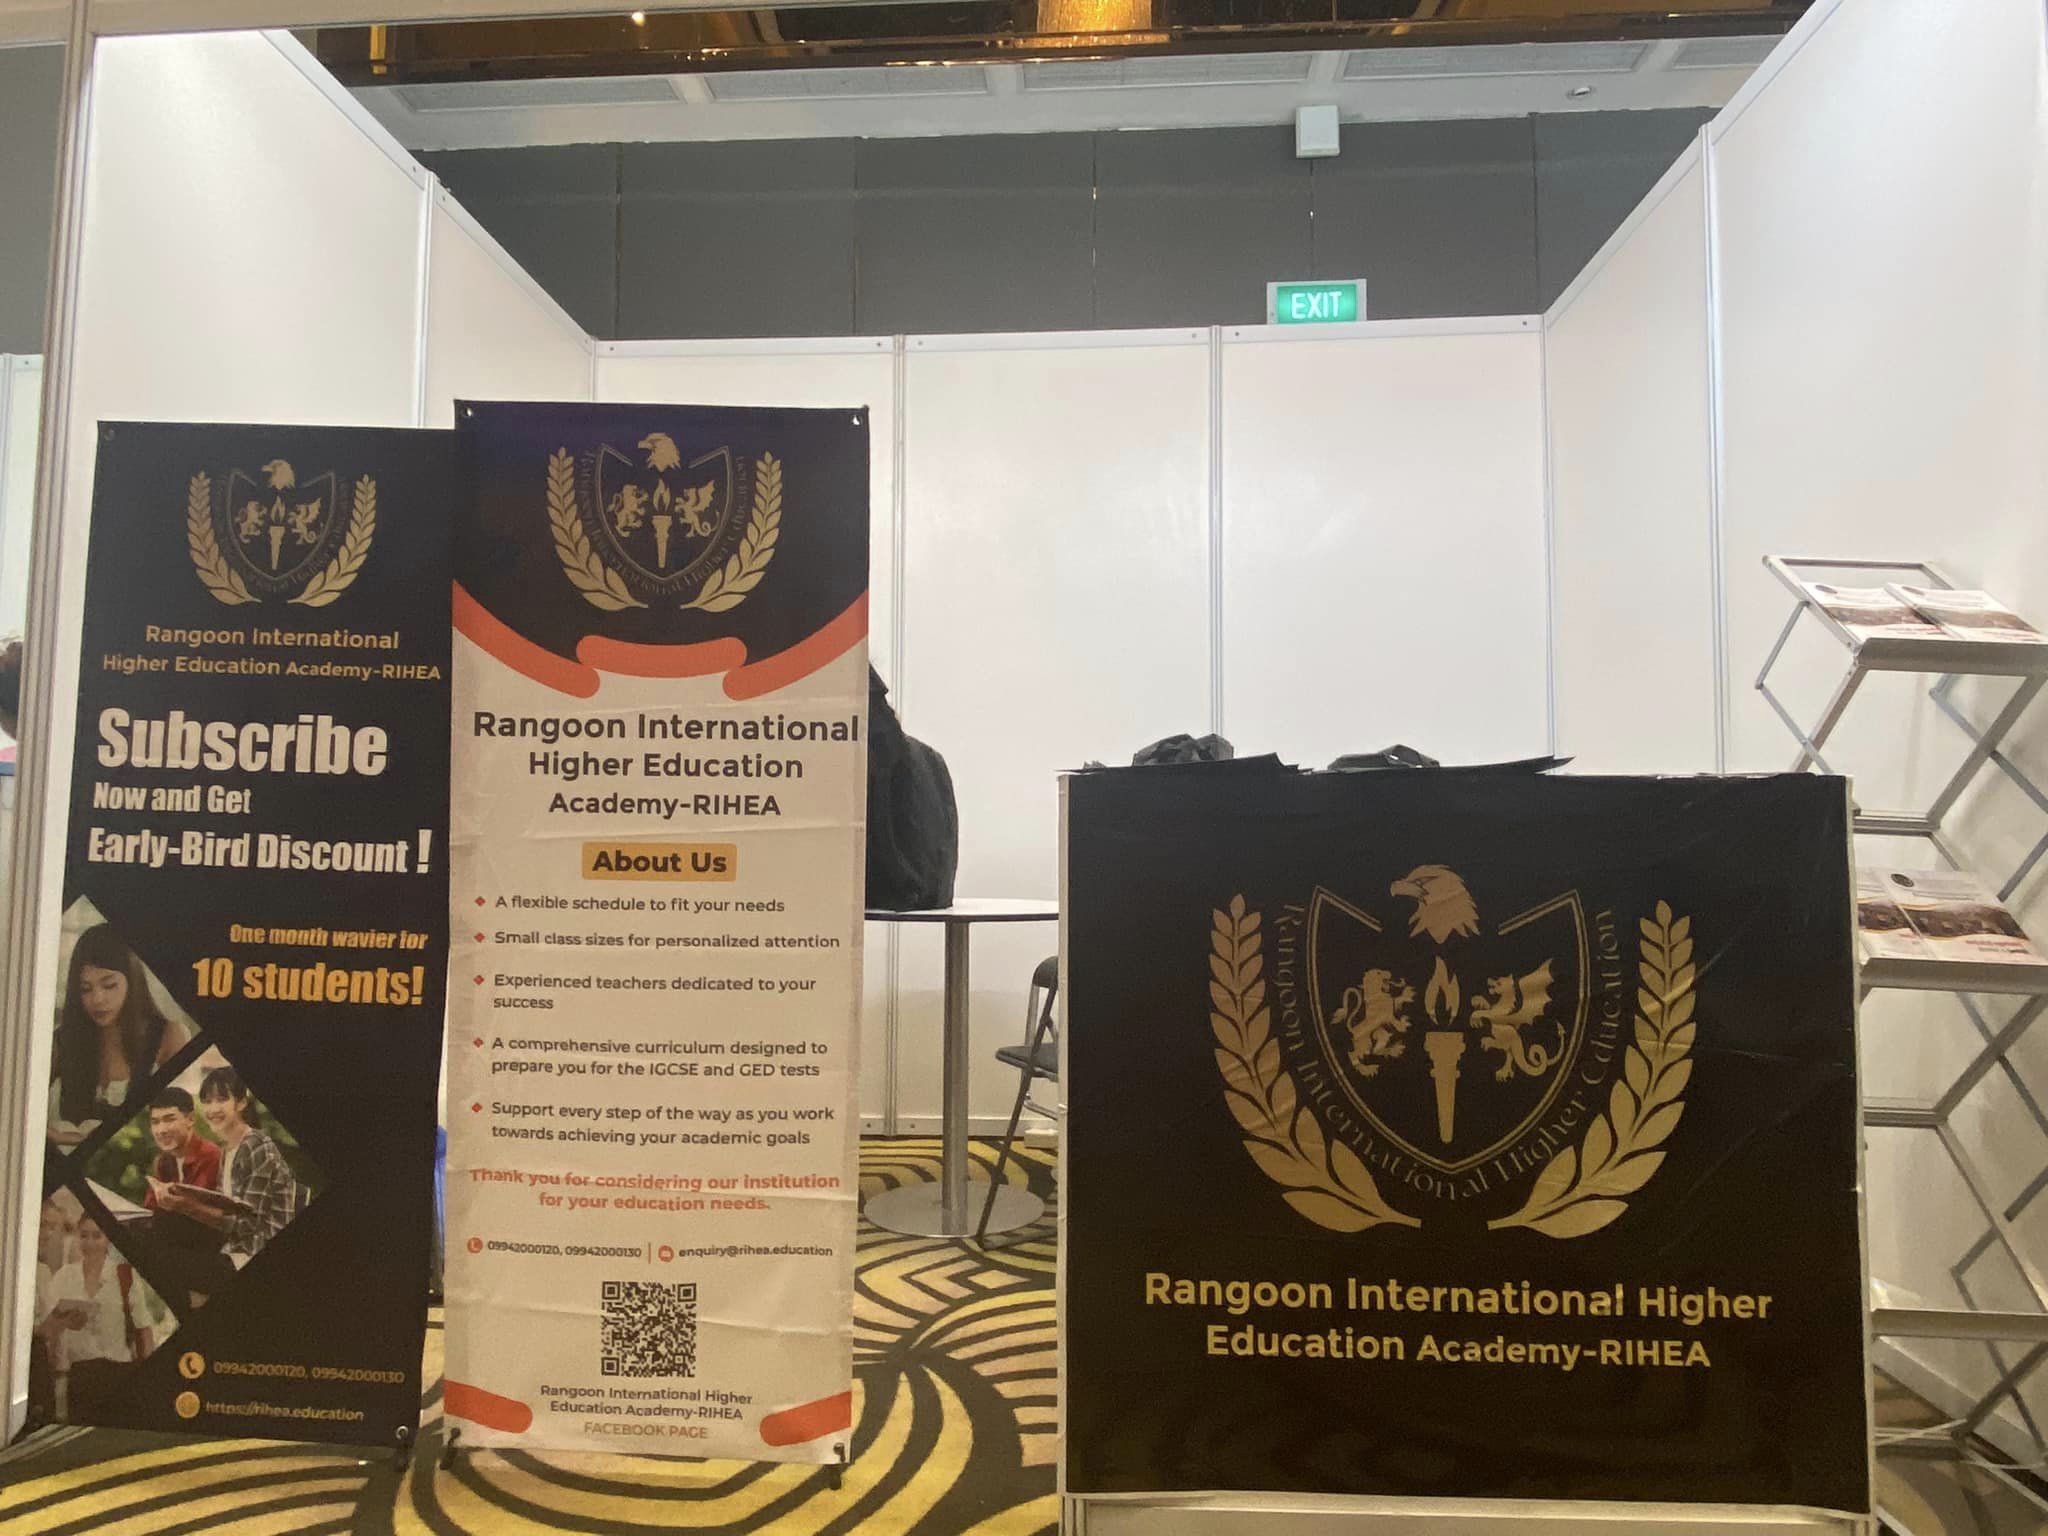 EXIT
Rangoon International
Higher Education Academy-RIHEA
Subscribe
Now and Get
Early-Bird Discount !
One month wavier for
10 students!
09942000120, 09942000130
https://rihea.education
Rangoon International Higher Education
Rangoon International
Higher Education
Academy-RIHEA
About Us
A flexible schedule to fit your needs
Small class sizes for personalized attention
Experienced teachers dedicated to your
success
A comprehensive curriculum designed to
prepare you for the IGCSE and GED tests
Support every step of the way as you work
towards achieving your academic goals
Thank you for considering our institution
for your education needs.
09942000120, 09942000130 | enquiry@rihea.education
Rangoon International Higher
Education Academy-RIHEA
FACEBOOK PAGE
Rangoon International Higher Education
Rangoon International Higher
Education Academy-RIHEA